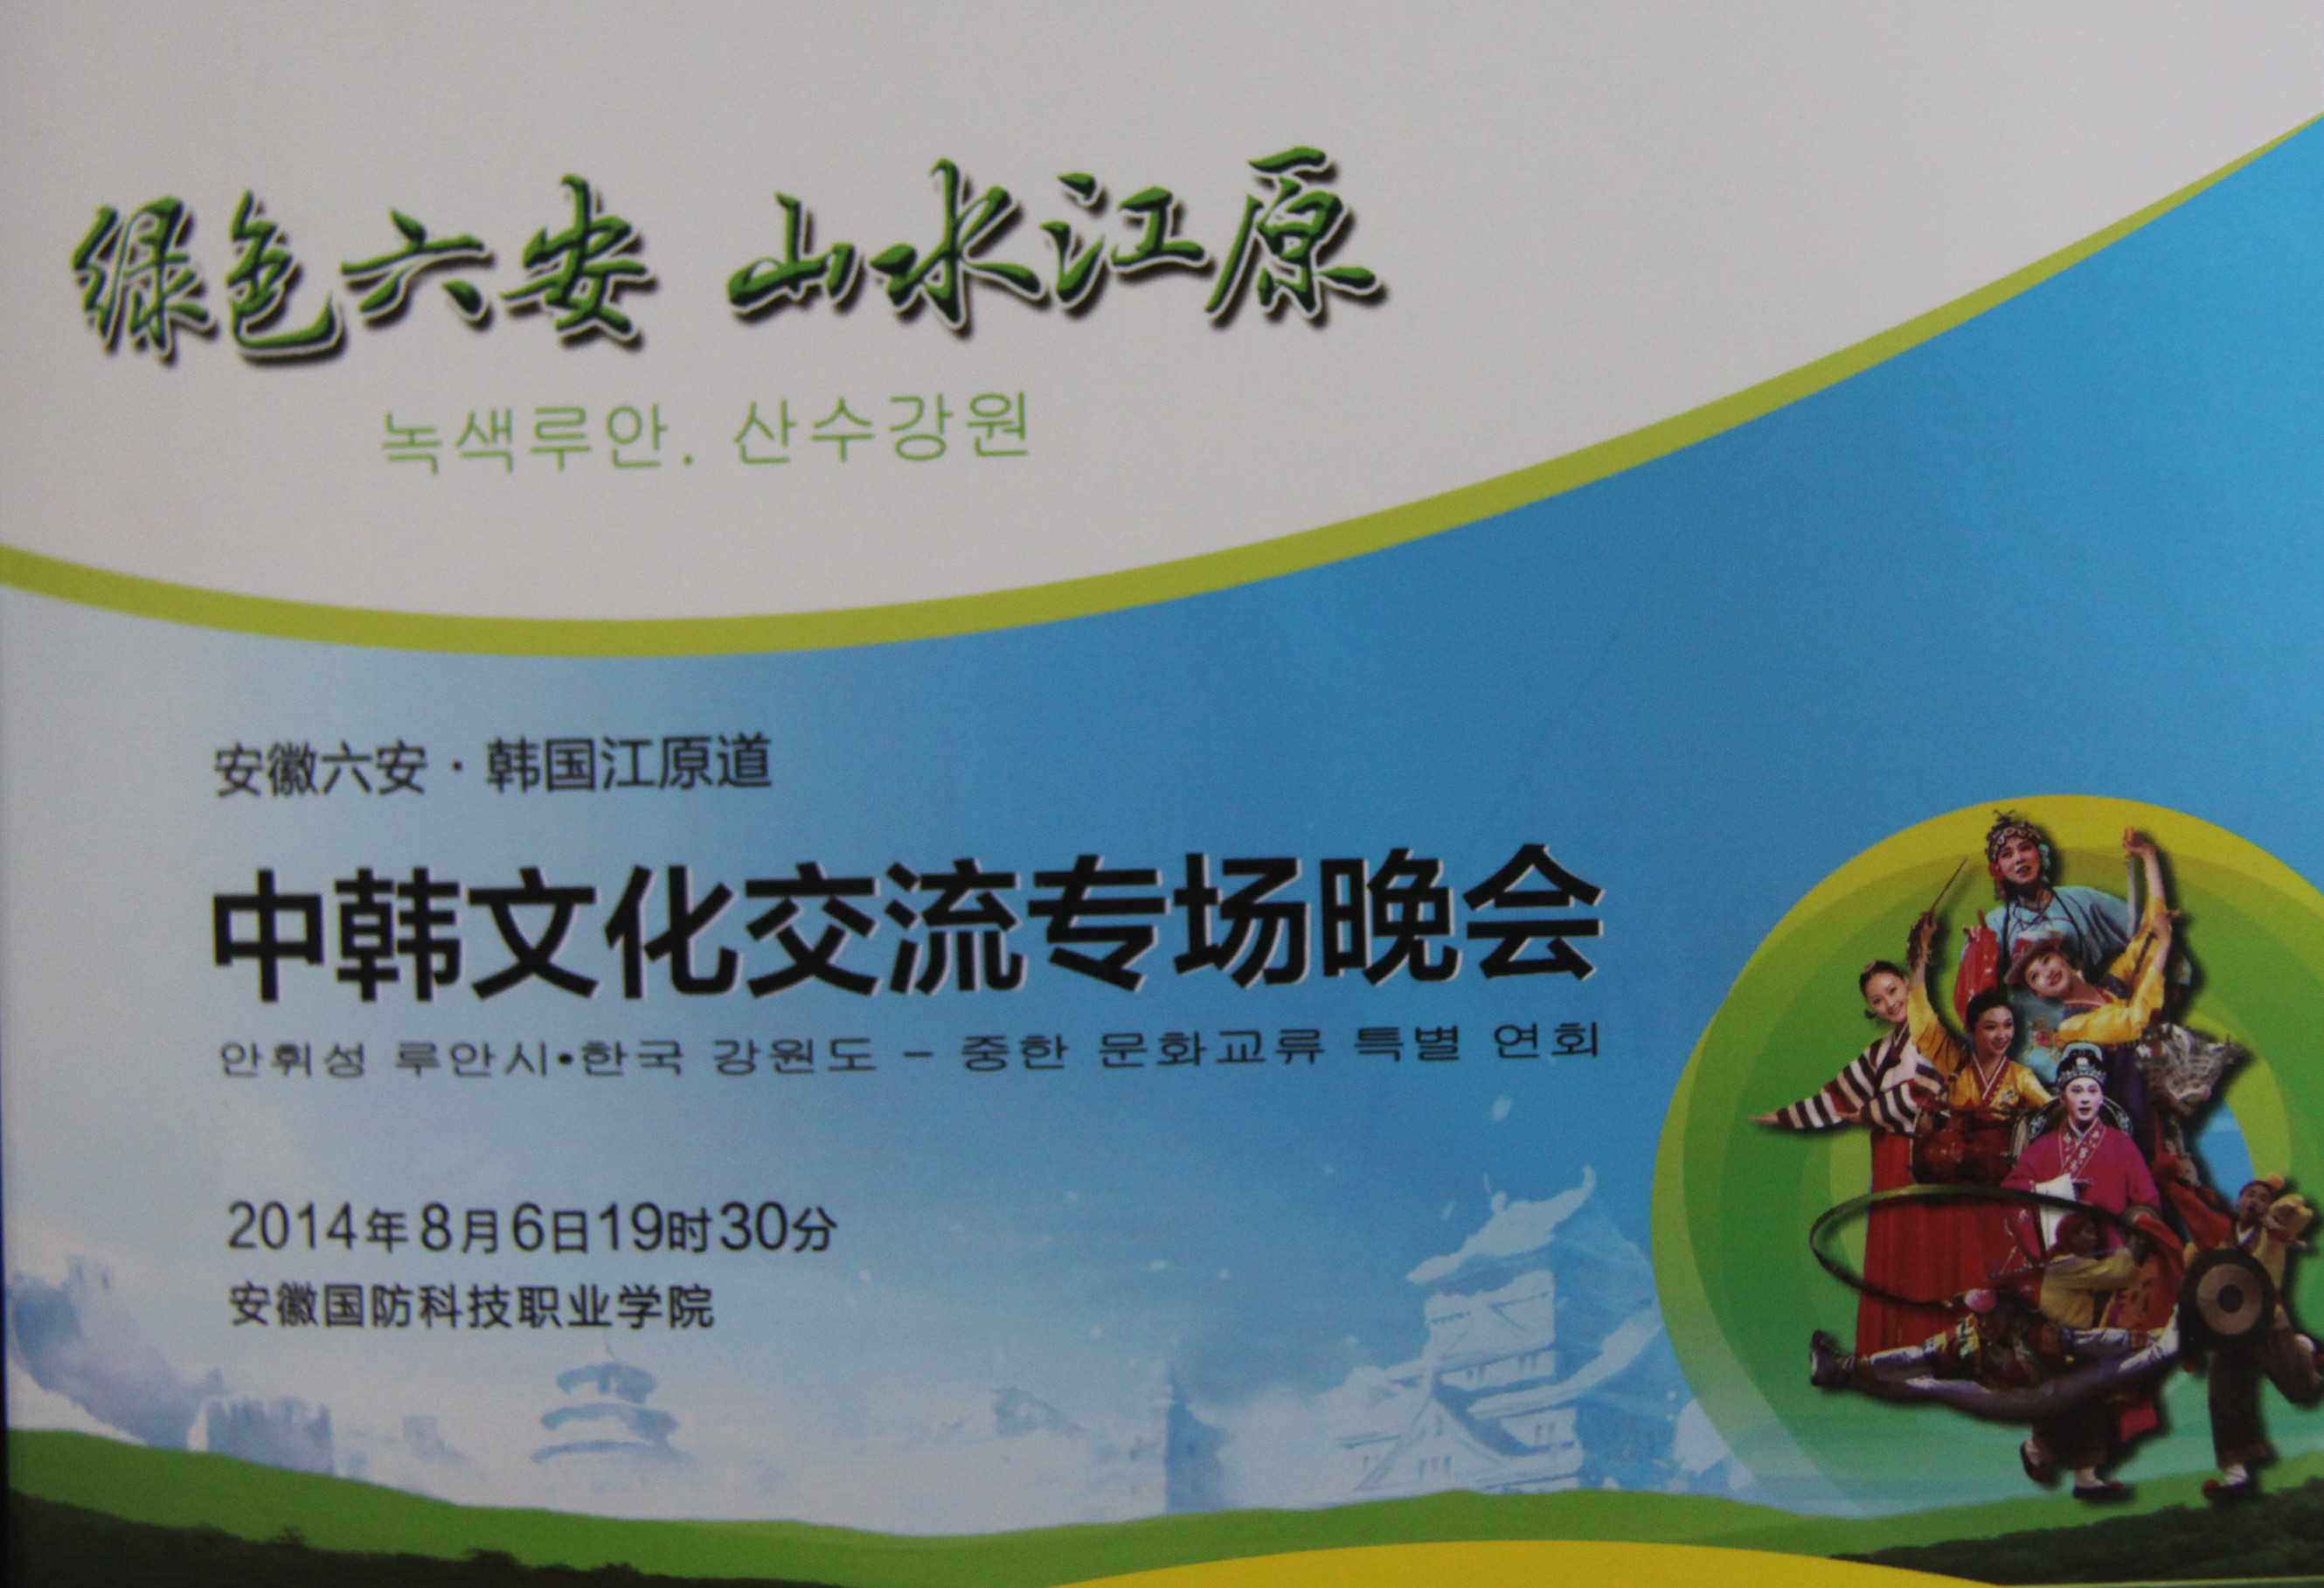 绿色六安 山水江原
녹색루안. 산수강원
安徽六安·韩国江原道
中韩文化交流专场晚会
안휘성 루안시•한국 강원도 - 중한 문화교류 특별 연회
2014年8月6日19时30分
安徽国防科技职业学院